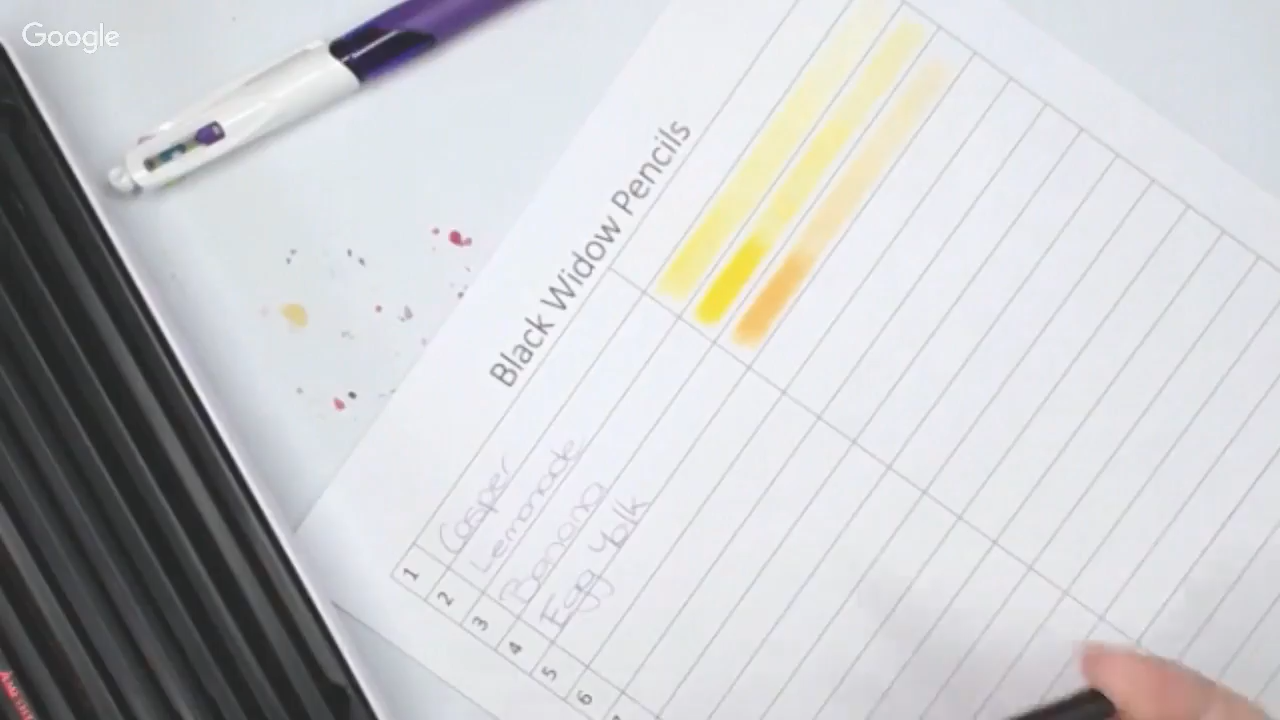 Google
Black Widow Pencils
1 Casper
2 Lemonade
3 Banana
4 Egg Yolk
5
6